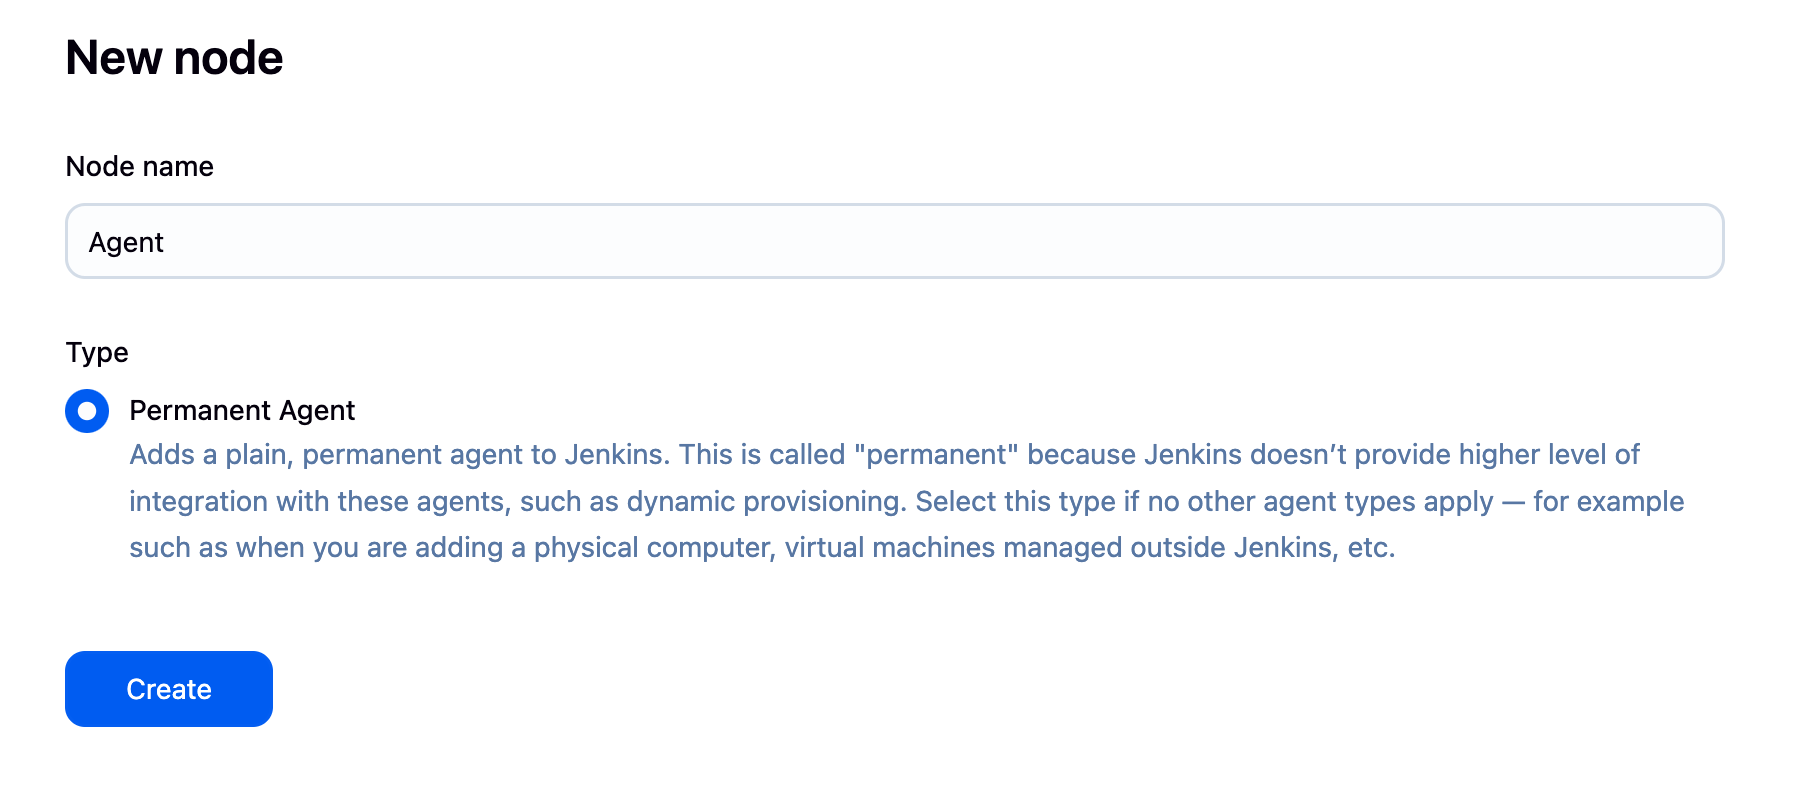 New node
Node name
Agent
Type
Permanent Agent
Adds a plain, permanent agent to Jenkins. This is called "permanent" because Jenkins doesn’t provide higher level of
integration with these agents, such as dynamic provisioning. Select this type if no other agent types apply — for example
such as when you are adding a physical computer, virtual machines managed outside Jenkins, etc.
Create